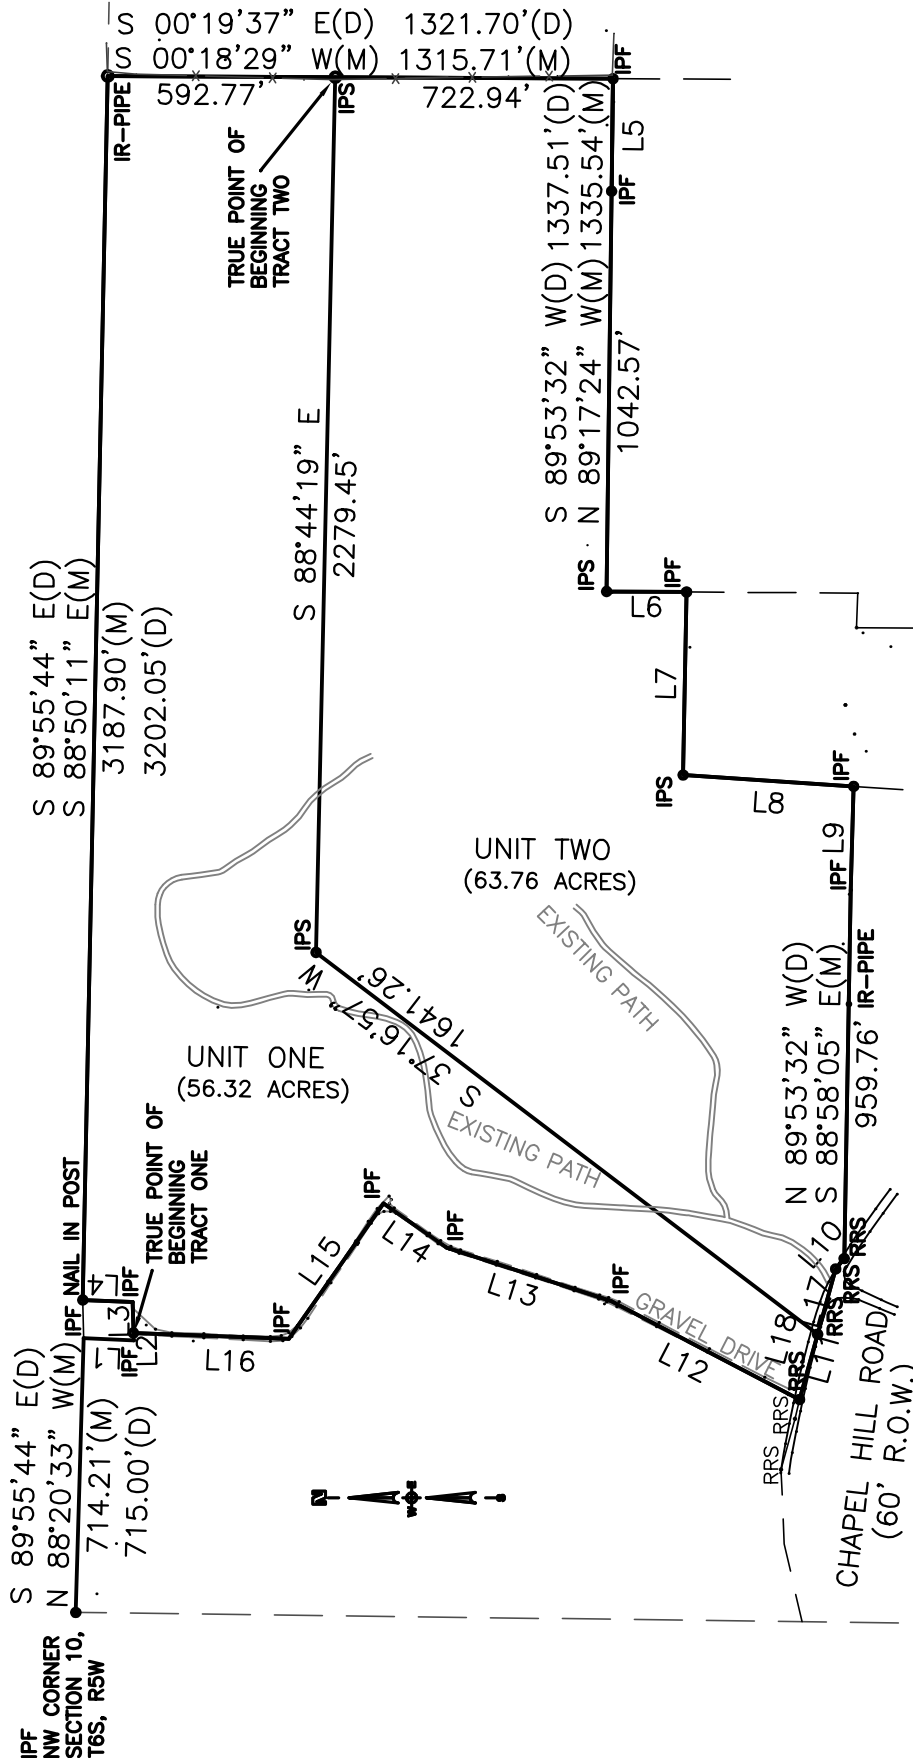 IPF
NW CORNER
SECTION 10,
T6S, R5W
S 89°55'44" E(D)
N 88°20'33" W(M)
714.21'(M)
715.00'(D)
IPF
L1
IPF
L2
L3
IPF
L4
NAIL IN POST
TRUE POINT OF
BEGINNING
TRACT ONE
S 89°55'44" E(D)
S 88°50'11" E(M)
3187.90'(M)
3202.05'(D)
IR-PIPE
S 00°19'37" E(D) 1321.70'(D)
S 00°18'29" W(M) 1315.71'(M)
592.77'
722.94'
IPS
IPF
TRUE POINT OF
BEGINNING
TRACT TWO
S 88°44'19" E
2279.45'
IPS
S 37°16'57" W
1641.26'
UNIT ONE
(56.32 ACRES)
UNIT TWO
(63.76 ACRES)
EXISTING PATH
EXISTING PATH
S 89°53'32" W(D) 1337.51'(D)
N 89°17'24" W(M) 1335.54'(M)
1042.57'
IPF
L5
IPS
L6
IPF
L7
IPS
L8
IPF
L9
IPF
IR-PIPE
N 89°53'32" W(D)
S 88°58'05" E(M)
959.76'
L10
RRS
RRS
L17
RRS
L18
L11
RRS
RRS
RRS
L12
GRAVEL DRIVE
IPF
L13
IPF
L14
IPF
L15
IPF
L16
N
W
E
S
CHAPEL HILL ROAD
(60' R.O.W.)